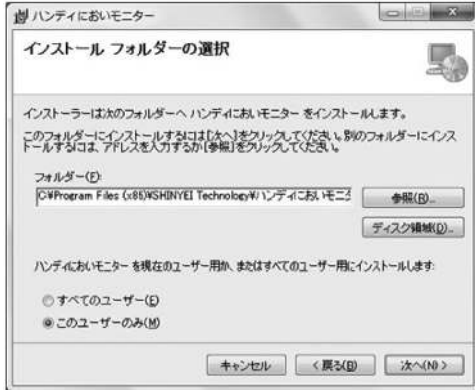 ハンディにおいモニター
インストール フォルダーの選択
インストーラーは次のフォルダーへ ハンディにおいモニター をインストールします。
このフォルダーにインストールするには[次へ]をクリックしてください。別のフォルダーにインス
トールするには、アドレスを入力するか[参照]をクリックしてください。
フォルダー(F):
C:¥Program Files (x86)¥SHINYEI Technology¥ハンディにおいモニタ
参照(R)...
ディスク領域(D)...
ハンディにおいモニター を現在のユーザー用か、またはすべてのユーザー用にインストールします:
すべてのユーザー(E)
このユーザーのみ(M)
キャンセル
< 戻る(B)
次へ(N) >